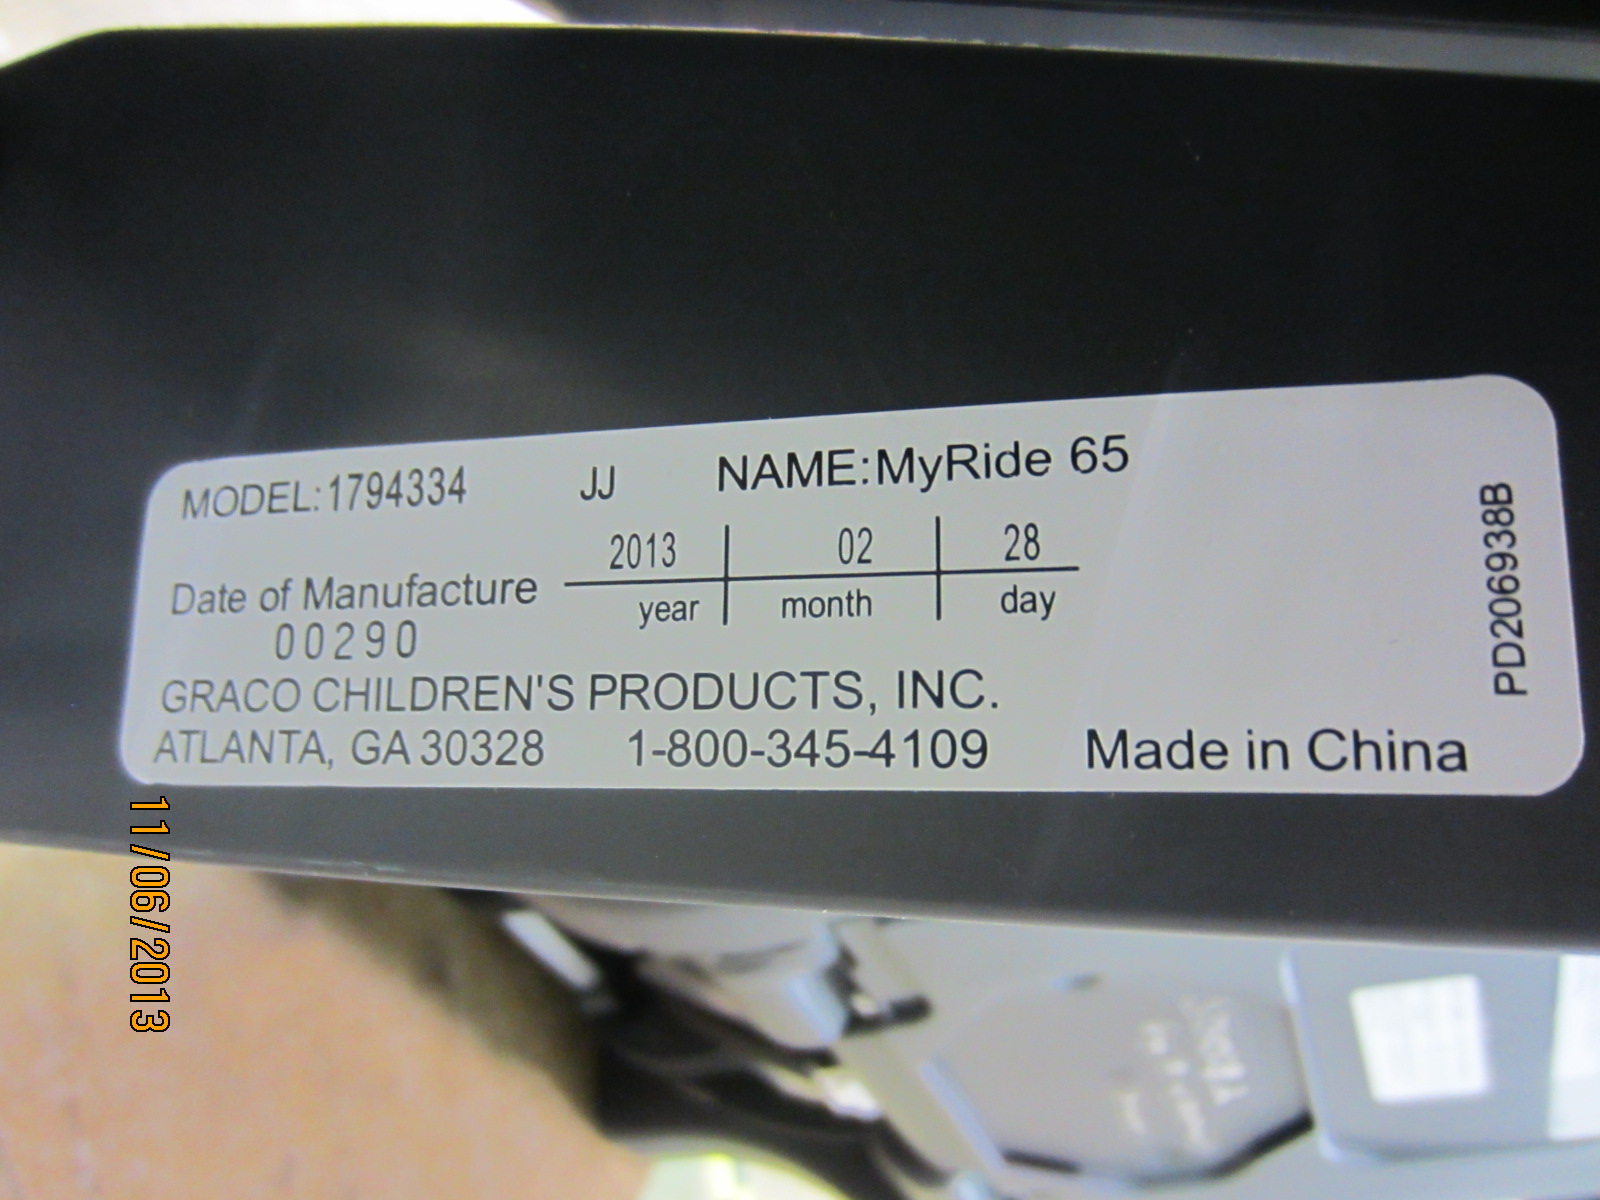 MODEL:1794334 JJ NAME:MyRide 65
2013 02 28
Date of Manufacture year month day
00290
GRACO CHILDREN'S PRODUCTS, INC.
ATLANTA, GA 30328 1-800-345-4109 Made in China
PD2069938B
11/06/2013